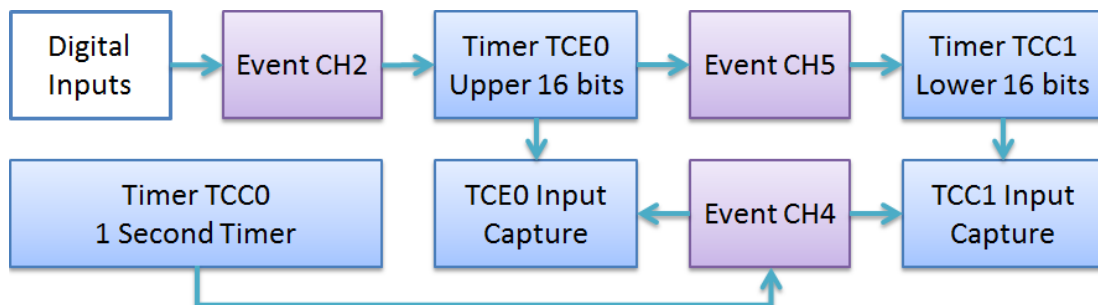 Digital
Inputs
Event CH2
Timer TCE0
Upper 16 bits
Event CH5
Timer TCC1
Lower 16 bits
Timer TCC0
1 Second Timer
TCE0 Input
Capture
Event CH4
TCC1 Input
Capture